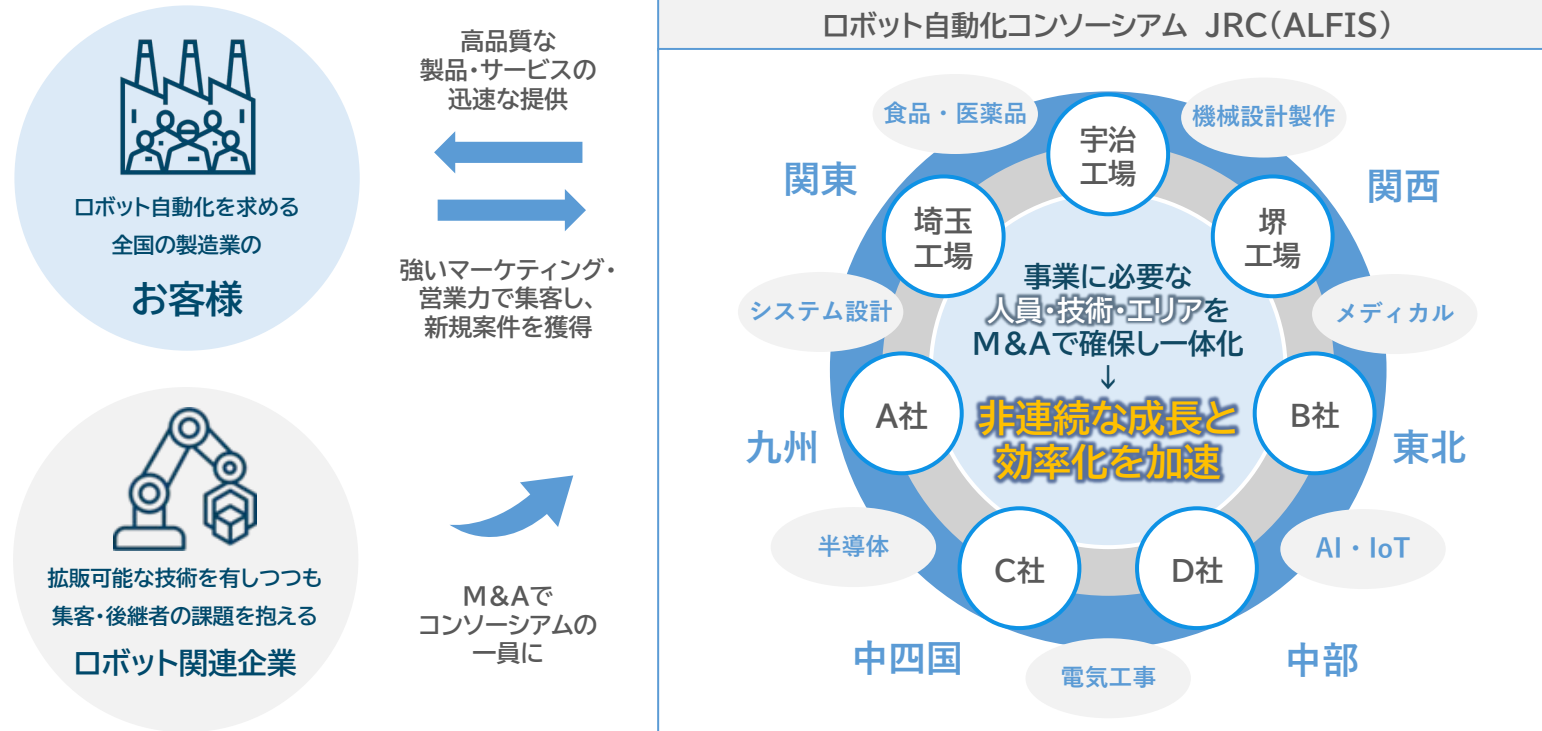 ロボット自動化を求める
全国の製造業の
お客様
高品質な
製品・サービスの
迅速な提供
強いマーケティング・
営業力で集客し、
新規案件を獲得
拡販可能な技術を有しつつも
集客・後継者の課題を抱える
ロボット関連企業
M&Aで
コンソーシアムの
一員に
ロボット自動化コンソーシアム JRC(ALFIS)
食品・医薬品
機械設計製作
宇治
工場
関東
関西
埼玉
工場
堺
工場
システム設計
メディカル
事業に必要な
人員・技術・エリアを
M&Aで確保し一体化
↓
非連続な成長と
効率化を加速
A社
B社
九州
東北
半導体
AI・IoT
C社
D社
中四国
中部
電気工事